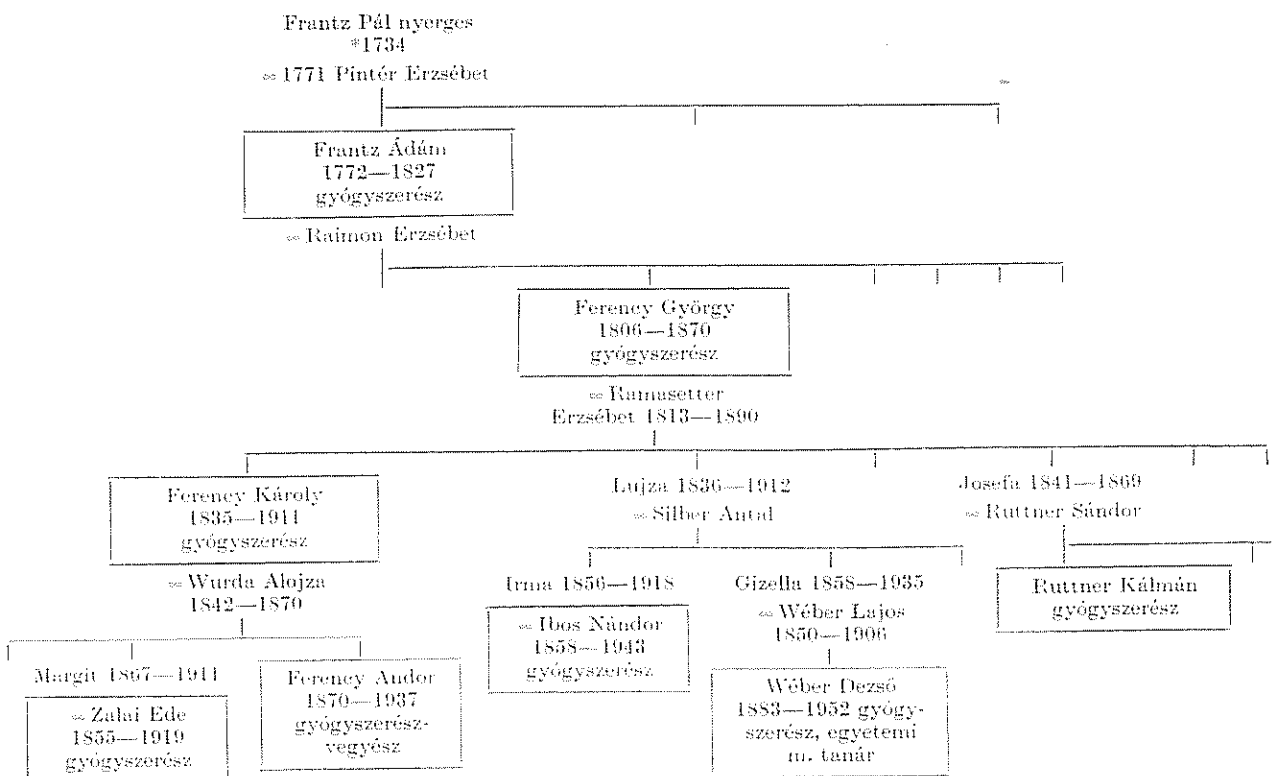 Frantz Pál nyerges
*1734
∞ 1771 Pintér Erzsébet
Frantz Ádám
1772—1827
gyógyszerész
∞ Raimon Erzsébet
Ferency György
1806—1870
gyógyszerész
∞ Ramasetter
Erzsébet 1813—1890
Ferency Károly
1835—1911
gyógyszerész
∞ Wurda Alojza
1842—1870
Margit 1867—1911
∞ Zalai Ede
1855—1919
gyógyszerész
Ferency Andor
1870—1937
gyógyszerész-
vegyész
Lujza 1836—1912
∞ Silber Antal
Irma 1856—1918
∞ Ibos Nándor
1858—1943
gyógyszerész
Gizella 1858—1935
∞ Wéber Lajos
1850—1906
Wéber Dezső
1883—1952 gyógy-
szerész, egyetemi
m. tanár
Josefa 1841—1869
∞ Ruttner Sándor
Ruttner Kálmán
gyógyszerész